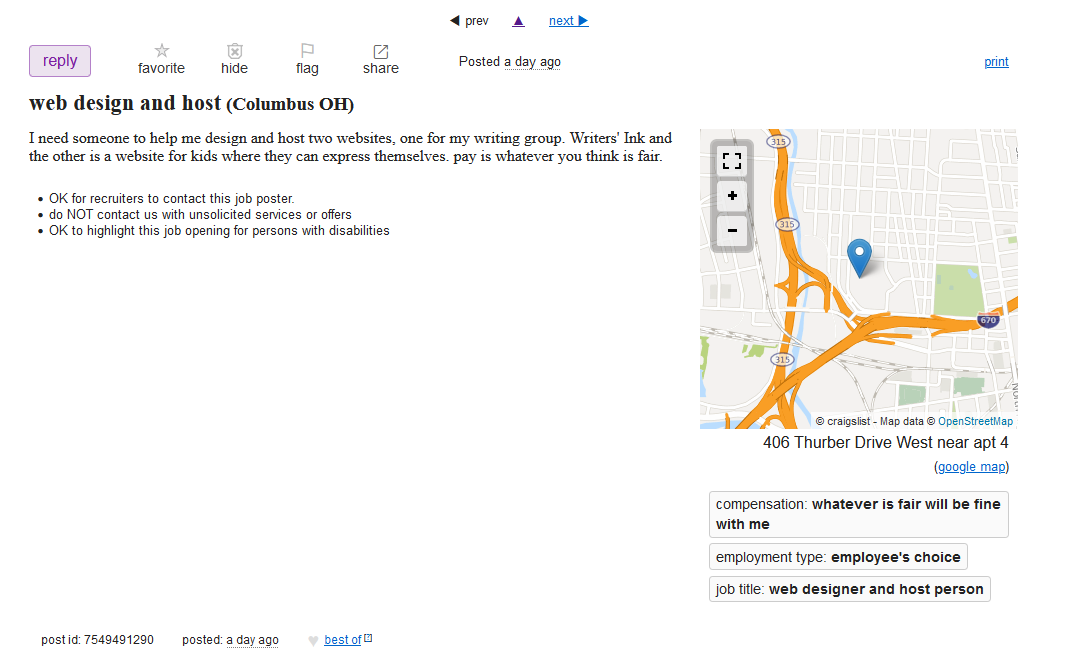 ◀ prev ▲ next ▶
reply favorite hide flag share Posted a day ago print
web design and host (Columbus OH)
I need someone to help me design and host two websites, one for my writing group. Writers' Ink and
the other is a website for kids where they can express themselves. pay is whatever you think is fair.
• OK for recruiters to contact this job poster.
• do NOT contact us with unsolicited services or offers
• OK to highlight this job opening for persons with disabilities
315
+
315
−
670
315
© craigslist - Map data © OpenStreetMap
406 Thurber Drive West near apt 4
(google map)
compensation: whatever is fair will be fine
with me
employment type: employee's choice
job title: web designer and host person
post id: 7549491290 posted: a day ago ♥ best of [?]